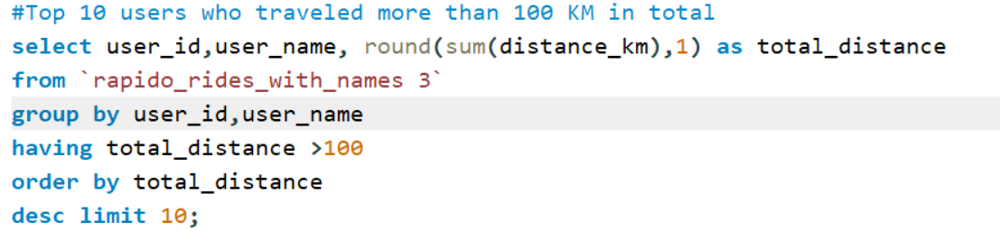 #Top 10 users who traveled more than 100 KM in total
select user_id,user_name, round(sum(distance_km),1) as total_distance
from `rapido_rides_with_names 3`
group by user_id,user_name
having total_distance >100
order by total_distance
desc limit 10;